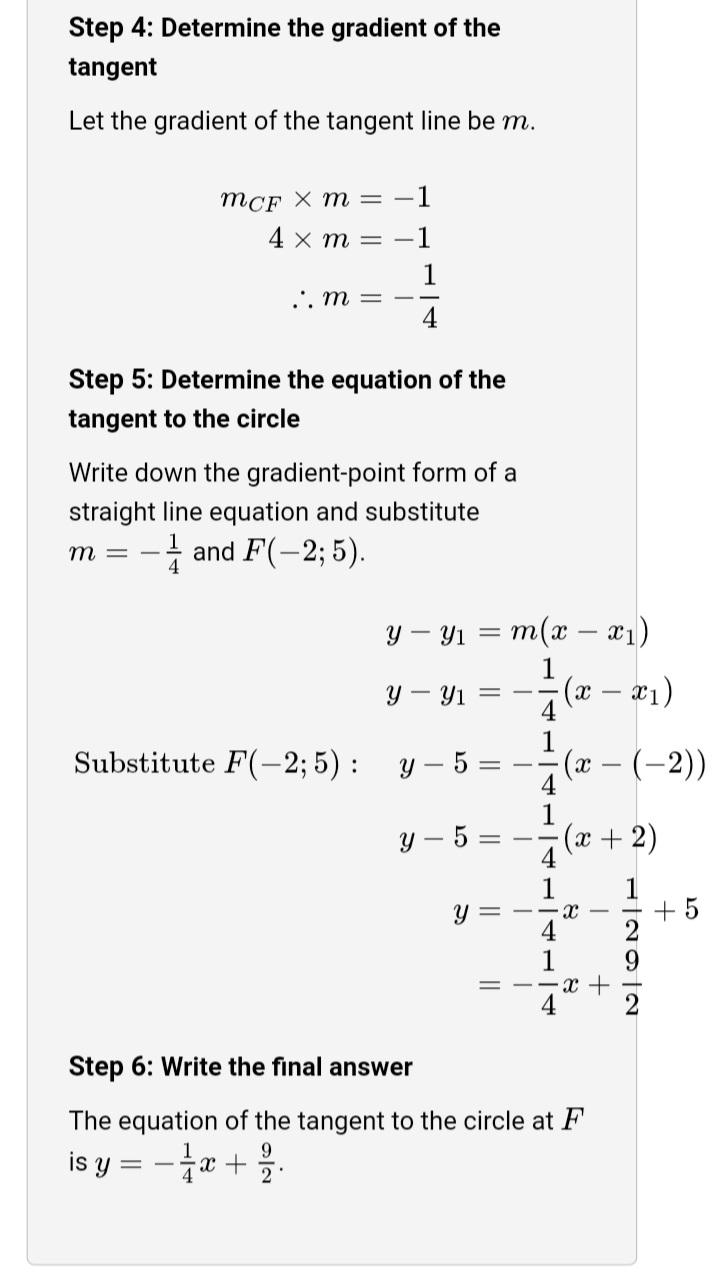 Step 4: Determine the gradient of the
tangent
Let the gradient of the tangent line be m.
m_{CF} × m = −1
4 × m = −1
∴ m = −\frac{1}{4}
Step 5: Determine the equation of the
tangent to the circle
Write down the gradient-point form of a
straight line equation and substitute
m = −\frac{1}{4} and F(−2; 5).
y − y_1 = m(x − x_1)
y − y_1 = −\frac{1}{4}(x − x_1)
Substitute F(−2; 5) : y − 5 = −\frac{1}{4}(x − (−2))
y − 5 = −\frac{1}{4}(x + 2)
y = −\frac{1}{4}x − \frac{1}{2} + 5
= −\frac{1}{4}x + \frac{9}{2}
Step 6: Write the final answer
The equation of the tangent to the circle at F
is y = −\frac{1}{4}x + \frac{9}{2}.